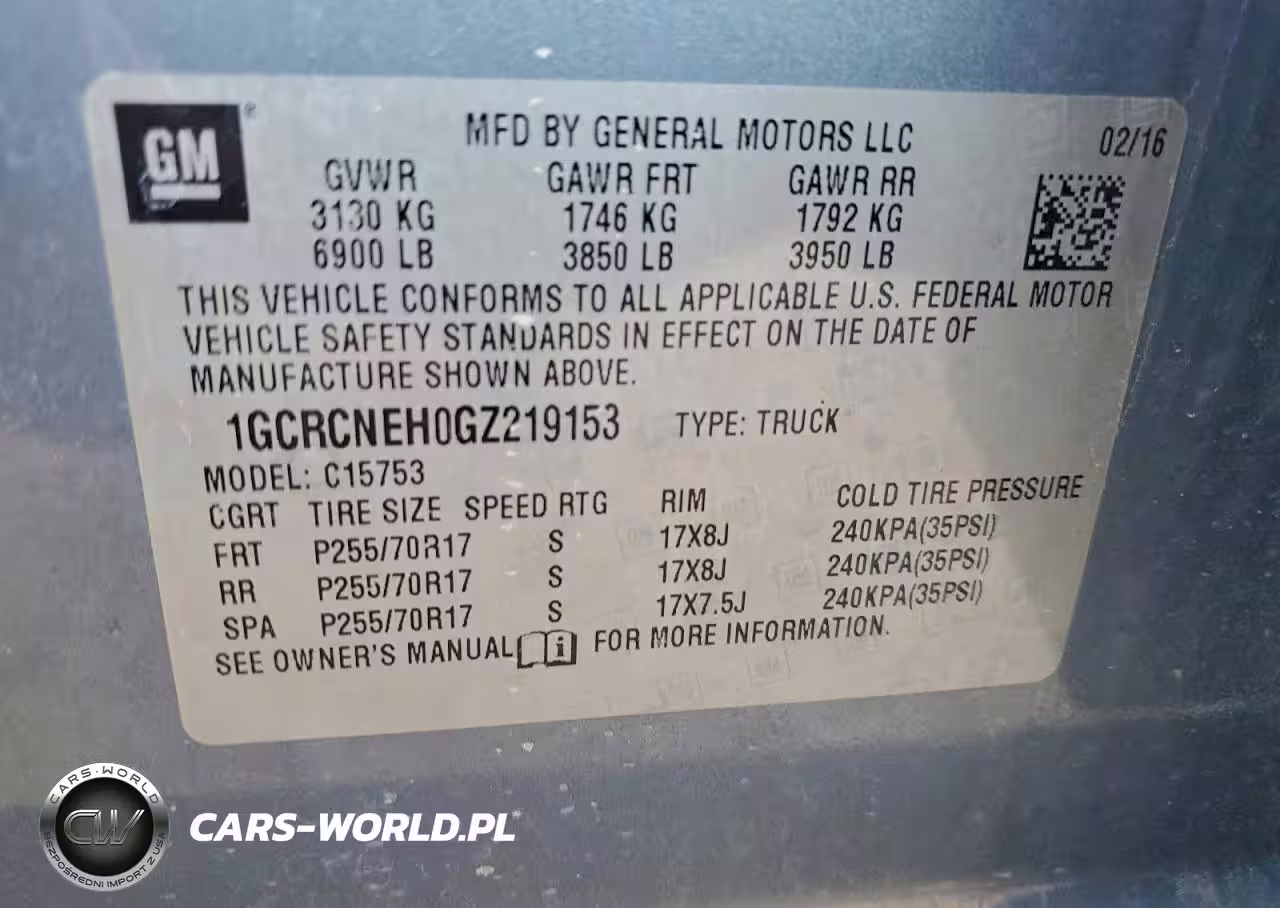 GM ®
MFD BY GENERAL MOTORS LLC 02/16
GVWR GAWR FRT GAWR RR
3130 KG 1746 KG 1792 KG
6900 LB 3850 LB 3950 LB
THIS VEHICLE CONFORMS TO ALL APPLICABLE U.S. FEDERAL MOTOR
VEHICLE SAFETY STANDARDS IN EFFECT ON THE DATE OF
MANUFACTURE SHOWN ABOVE.
1GCRCNEH0GZ219153 TYPE: TRUCK
MODEL: C15753
CGRT TIRE SIZE SPEED RTG RIM COLD TIRE PRESSURE
FRT P255/70R17 S 17X8J 240KPA(35PSI)
RR P255/70R17 S 17X8J 240KPA(35PSI)
SPA P255/70R17 S 17X7.5J 240KPA(35PSI)
SEE OWNER'S MANUAL i FOR MORE INFORMATION.
CARS-WORLD
CW
BEZPOŚREDNI IMPORT Z USA
CARS-WORLD.PL